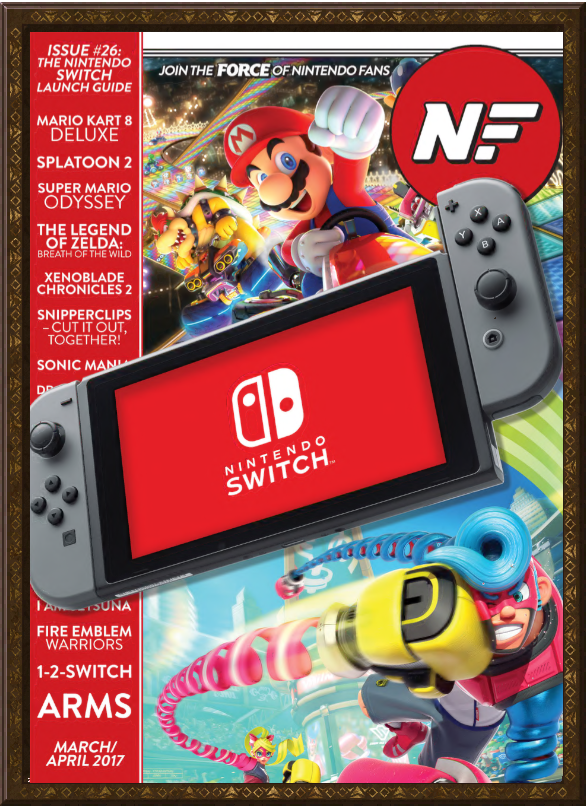 ISSUE #26:
THE NINTENDO
SWITCH
LAUNCH GUIDE
MARIO KART 8
DELUXE
SPLATOON 2
SUPER MARIO
ODYSSEY
THE LEGEND
OF ZELDA:
BREATH OF THE WILD
XENOBLADE
CHRONICLES 2
SNIPPERCLIPS
– CUT IT OUT,
TOGETHER!
SONIC
FIRE EMBLEM
WARRIORS
1-2-SWITCH
ARMS
MARCH/
APRIL 2017
JOIN THE FORCE OF NINTENDO FANS
NF
M
X
Y
A
B
NINTENDO
SWITCH™